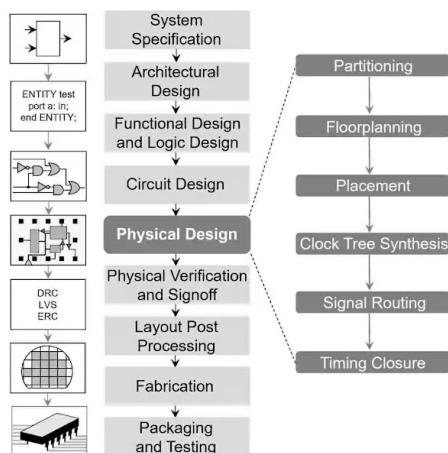 ENTITY test
port a: in;
end ENTITY;
DRC
LVS
ERC
System
Specification
Architectural
Design
Functional Design
and Logic Design
Circuit Design
Physical Design
Physical Verification
and Signoff
Layout Post
Processing
Fabrication
Packaging
and Testing
Partitioning
Floorplanning
Placement
Clock Tree Synthesis
Signal Routing
Timing Closure